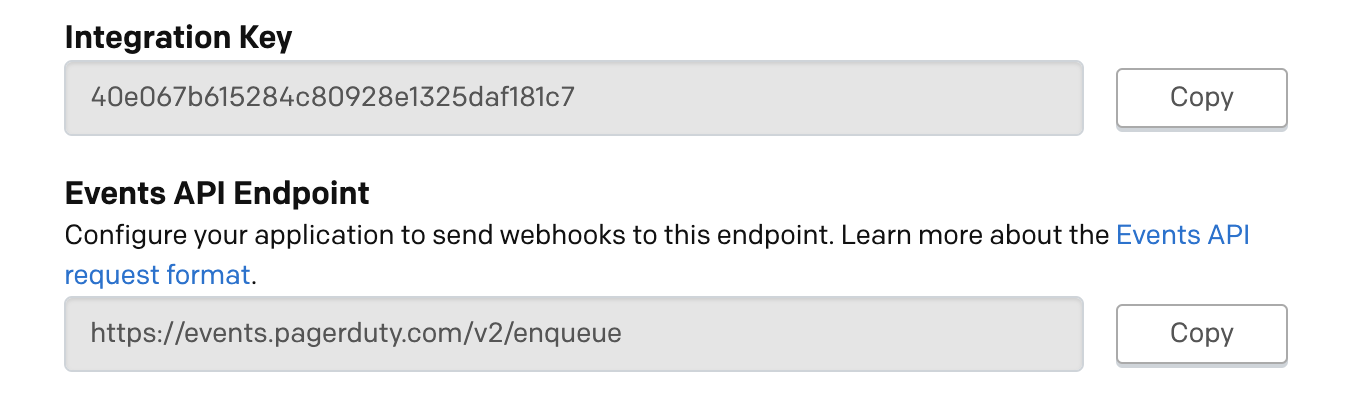 Integration Key
40e067b615284c80928e1325daf181c7
Copy
Events API Endpoint
Configure your application to send webhooks to this endpoint. Learn more about the Events API
request format.
https://events.pagerduty.com/v2/enqueue
Copy